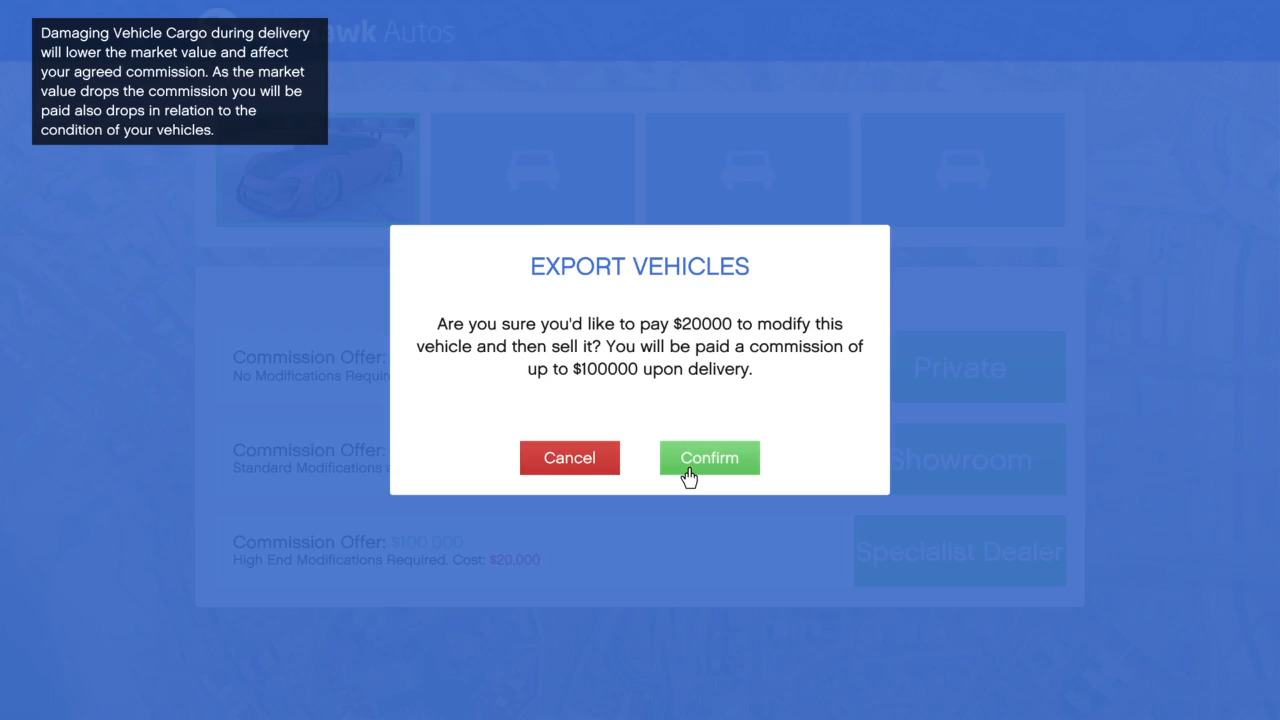 Damaging Vehicle Cargo during delivery
will lower the market value and affect
your agreed commission. As the market
value drops the commission you will be
paid also drops in relation to the
condition of your vehicles.
Autos
EXPORT VEHICLES
Are you sure you'd like to pay $20000 to modify this
vehicle and then sell it? You will be paid a commission of
up to $100000 upon delivery.
Cancel
Confirm
Commission Offer:
No Modifications
Private
Commission Offer:
Standard Modifications
Showroom
Commission Offer: $100,000
High End Modifications Required. Cost: $20,000
Specialist Dealer